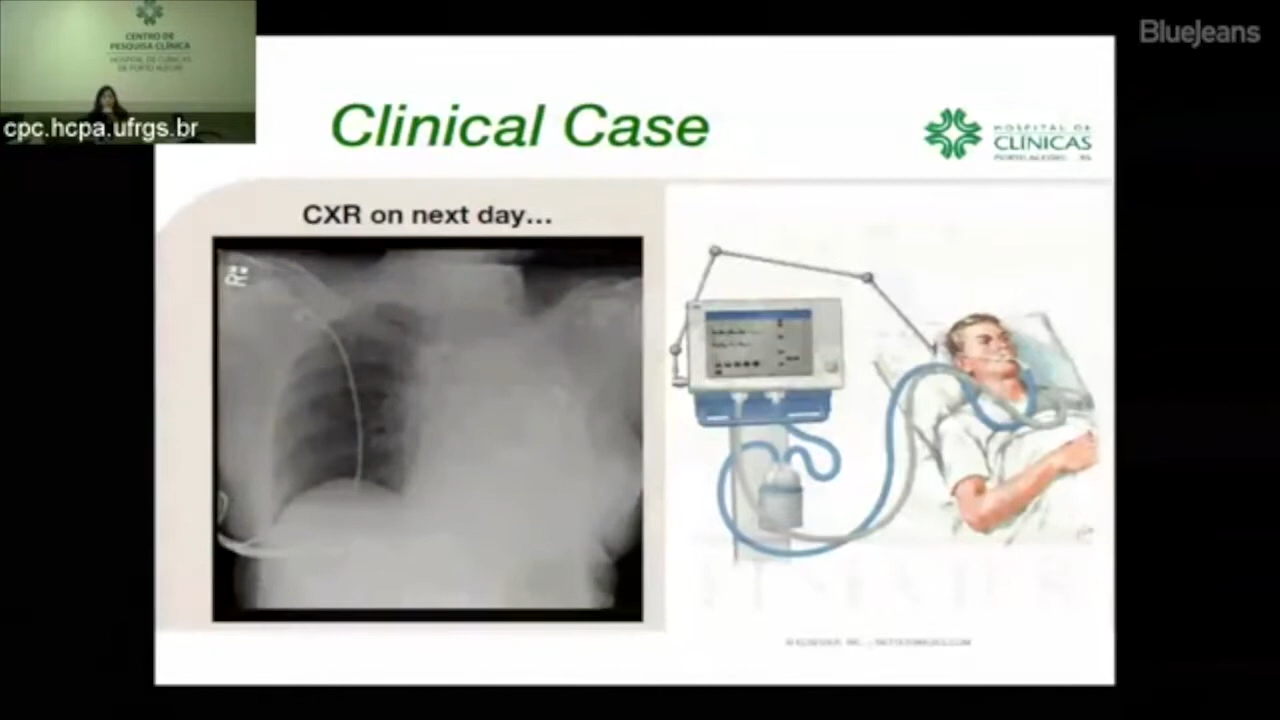 BlueJeans
CENTRO DE
PESQUISA CLÍNICA
HOSPITAL DE CLÍNICAS
DE PORTO ALEGRE
cpc.hcpa.ufrgs.br
Clinical Case
HOSPITAL DE
CLÍNICAS
PORTO ALEGRE RS
CXR on next day...
R